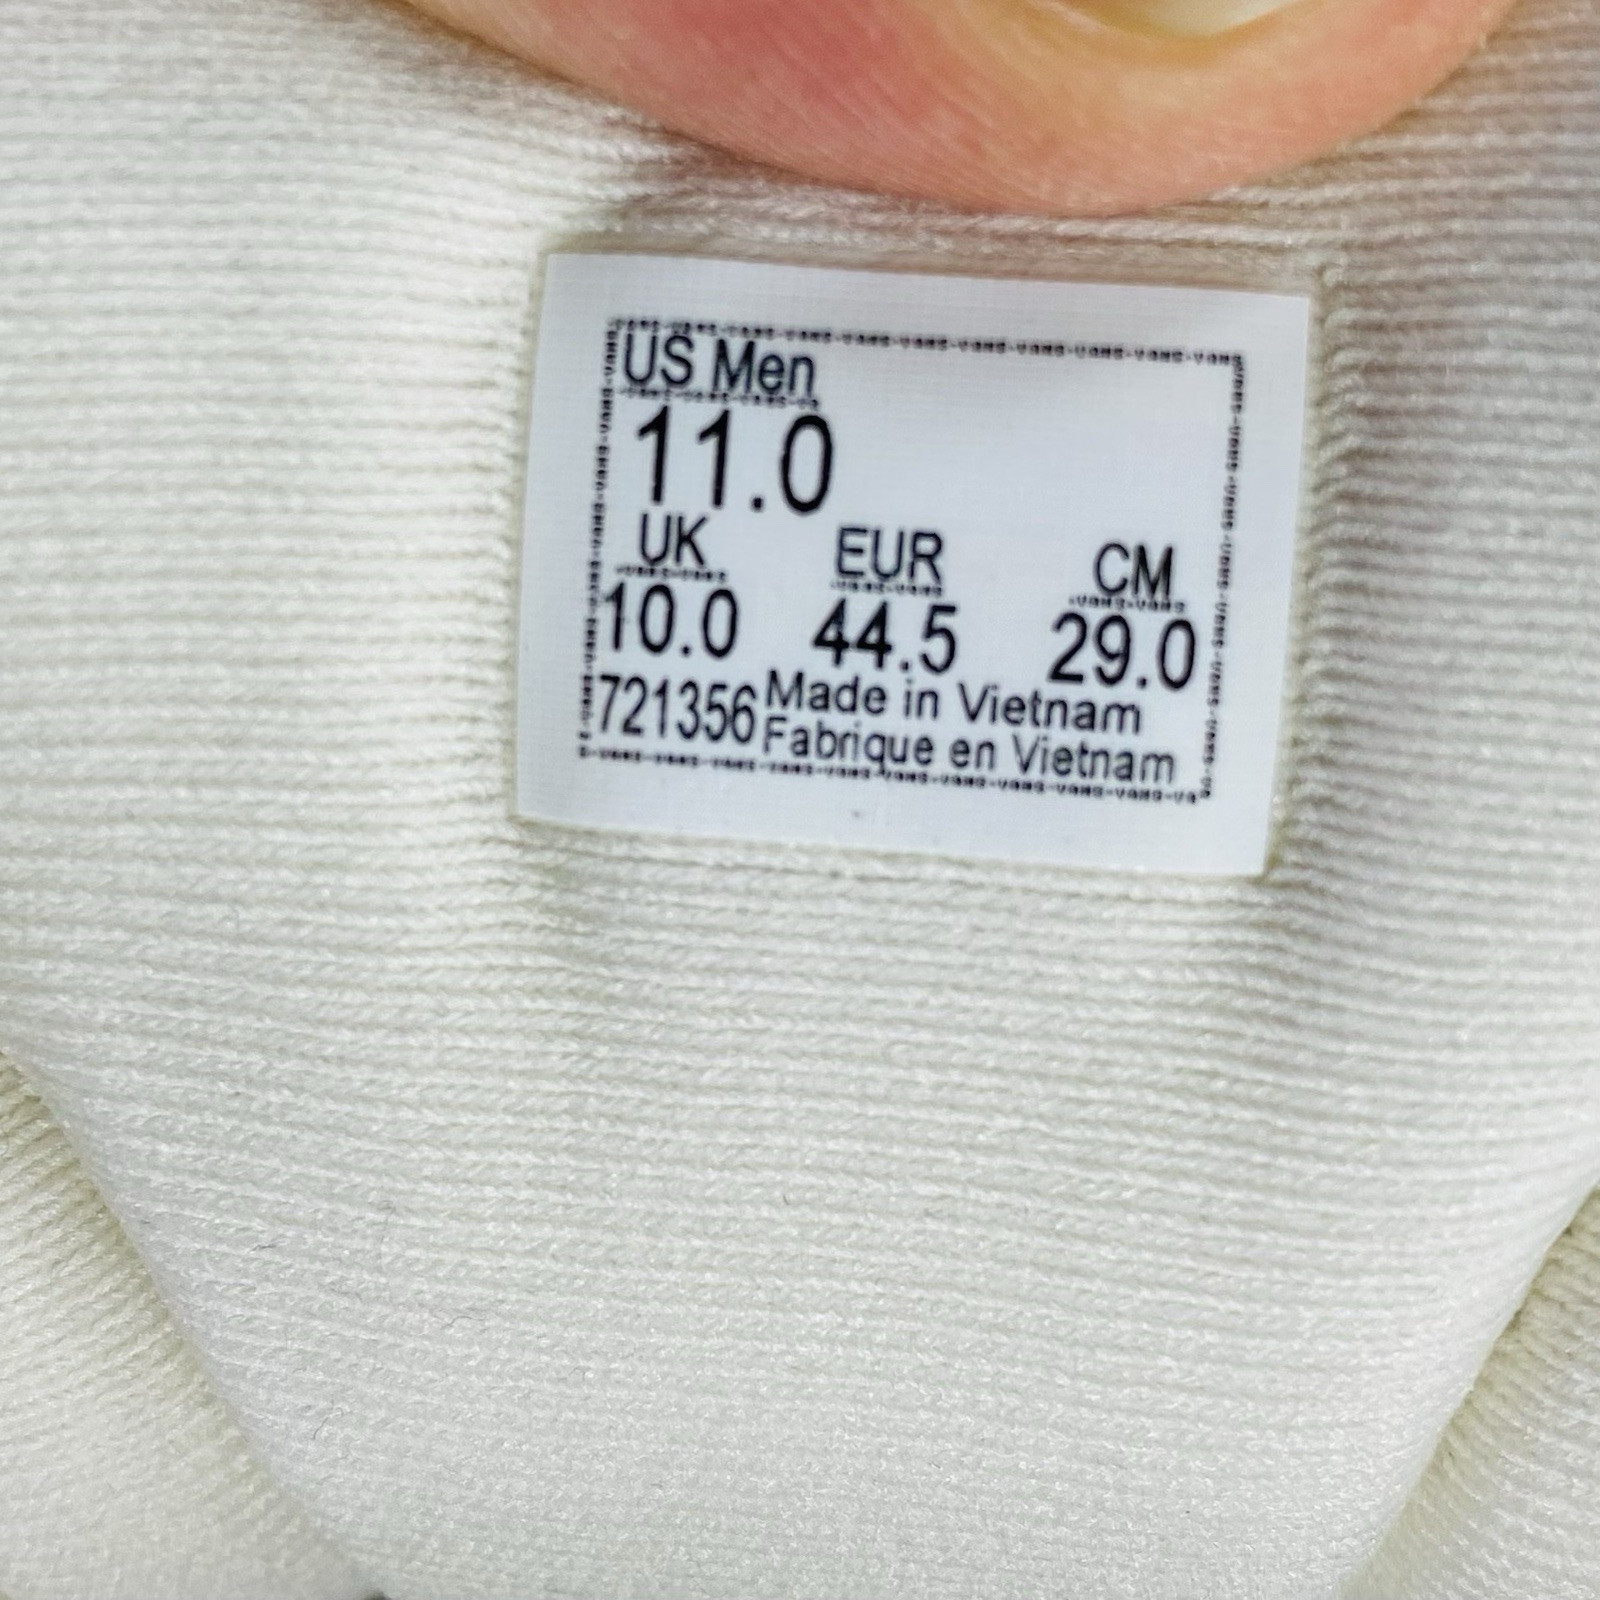 US Men
11.0
UK EUR CM
10.0 44.5 29.0
721356 Made in Vietnam
Fabrique en Vietnam